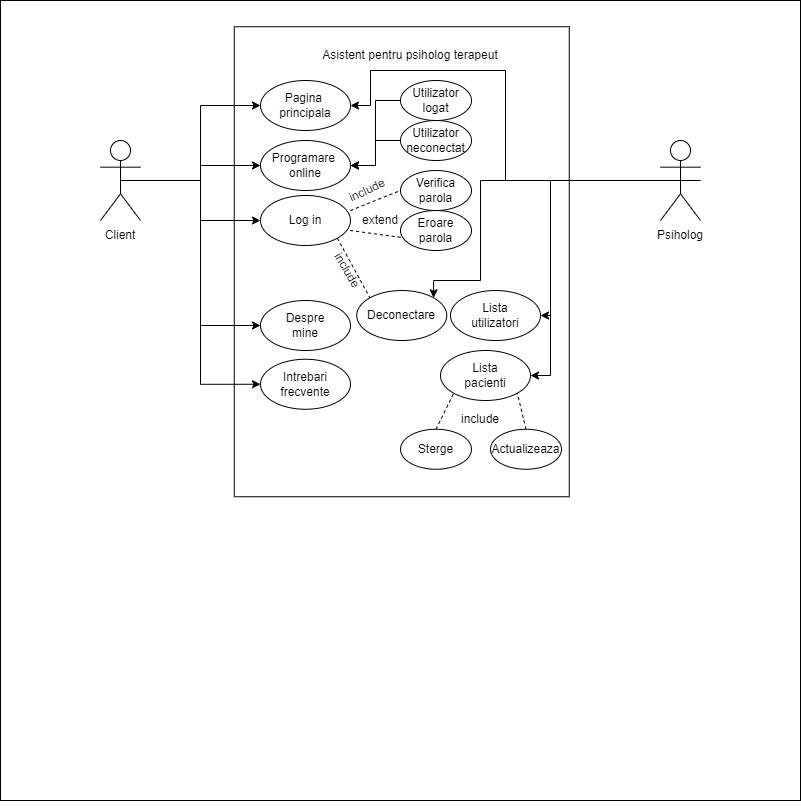 Asistent pentru psiholog terapeut
Pagina
principala
Utilizator
logat
Utilizator
neconectat
Programare
online
include
Verifica
parola
Log in
extend
Eroare
parola
include
Client
Psiholog
Despre
mine
Deconectare
Lista
utilizatori
Intrebari
frecvente
Lista
pacienti
include
Sterge
Actualizeaza